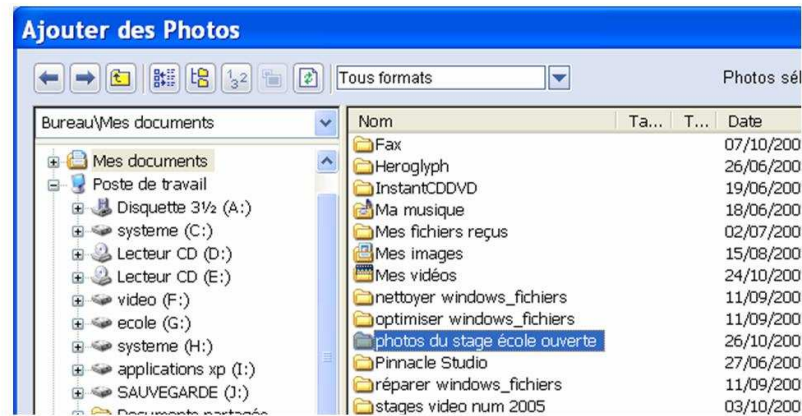 Ajouter des Photos
Tous formats
Photos sél
Bureau\Mes documents
Mes documents
Poste de travail
Disquette 3½ (A:)
systeme (C:)
Lecteur CD (D:)
Lecteur CD (E:)
video (F:)
ecole (G:)
systeme (H:)
applications xp (I:)
SAUVEGARDE (J:)
Documents partagés
Nom Ta... T... Date
Fax 07/10/200
Heroglyph 26/06/200
InstantCDDVD 19/06/200
Ma musique 18/06/200
Mes fichiers reçus 02/07/200
Mes images 15/08/200
Mes vidéos 24/10/200
nettoyer windows_fichiers 11/09/200
optimiser windows_fichiers 11/09/200
photos du stage école ouverte 26/10/200
Pinnacle Studio 27/06/200
réparer windows_fichiers 11/09/200
stages video num 2005 03/10/200